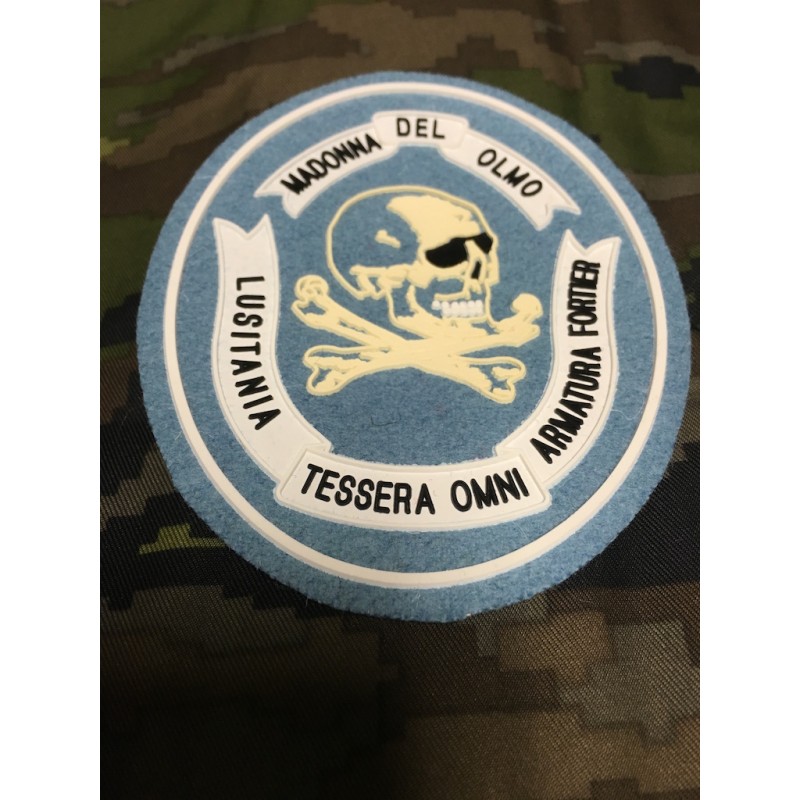 MADONNA DEL OLMO
LUSITANIA
TESSERA OMNI
ARMATURA FORTIER